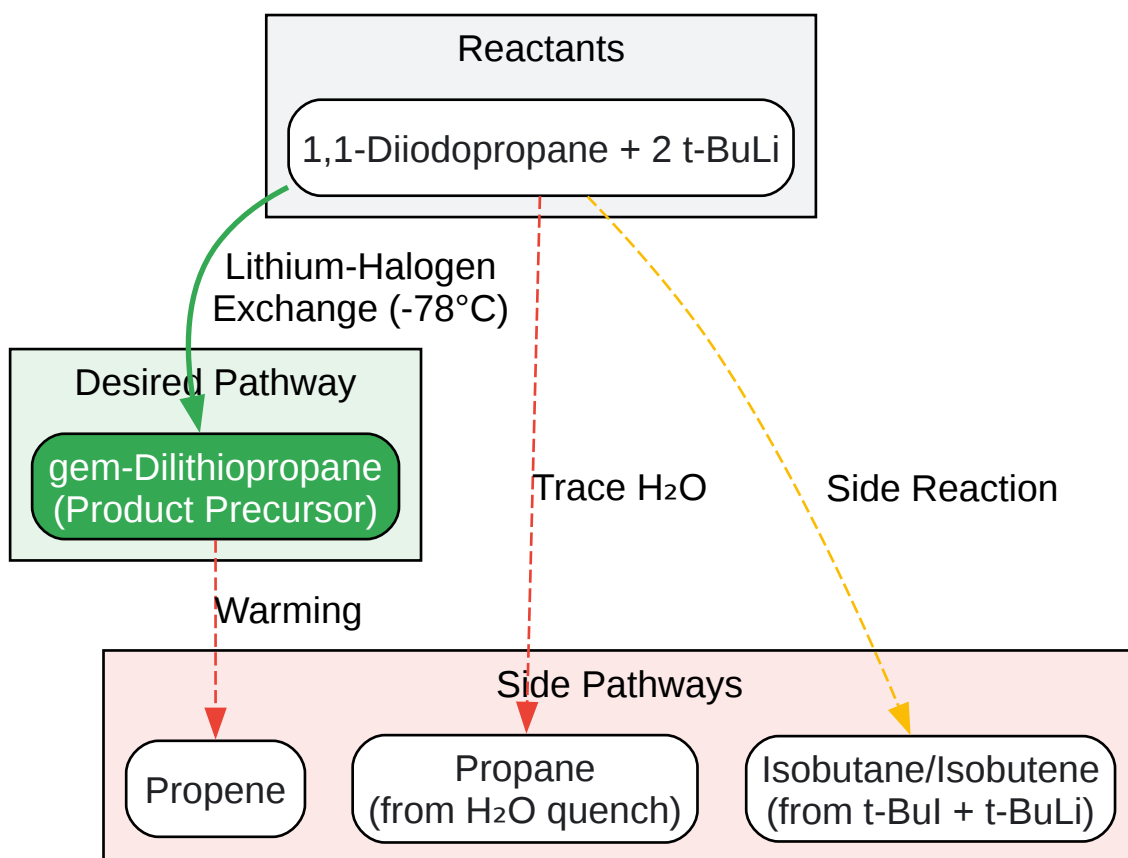 Reactants
1,1-Diiodopropane + 2 t-BuLi
Lithium-Halogen
Exchange (-78°C)
Desired Pathway
gem-Dilithiopropane
(Product Precursor)
Trace H₂O
Side Reaction
Warming
Side Pathways
Propene
Propane
(from H₂O quench)
Isobutane/Isobutene
(from t-BuI + t-BuLi)